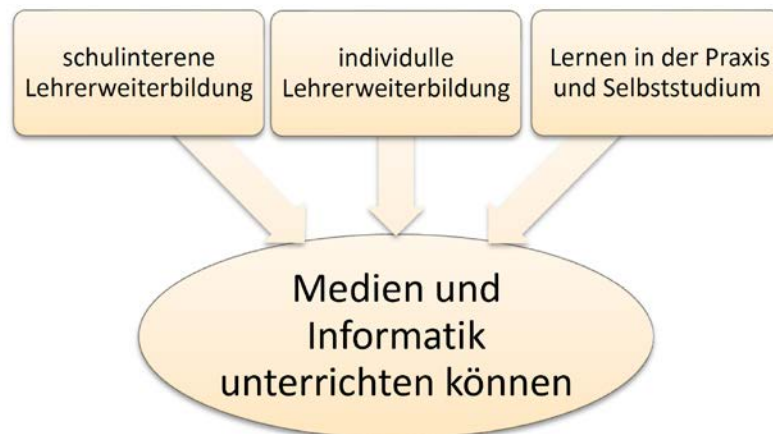 schulinterene
Lehrerweiterbildung
individulle
Lehrerweiterbildung
Lernen in der Praxis
und Selbststudium
Medien und
Informatik
unterrichten können